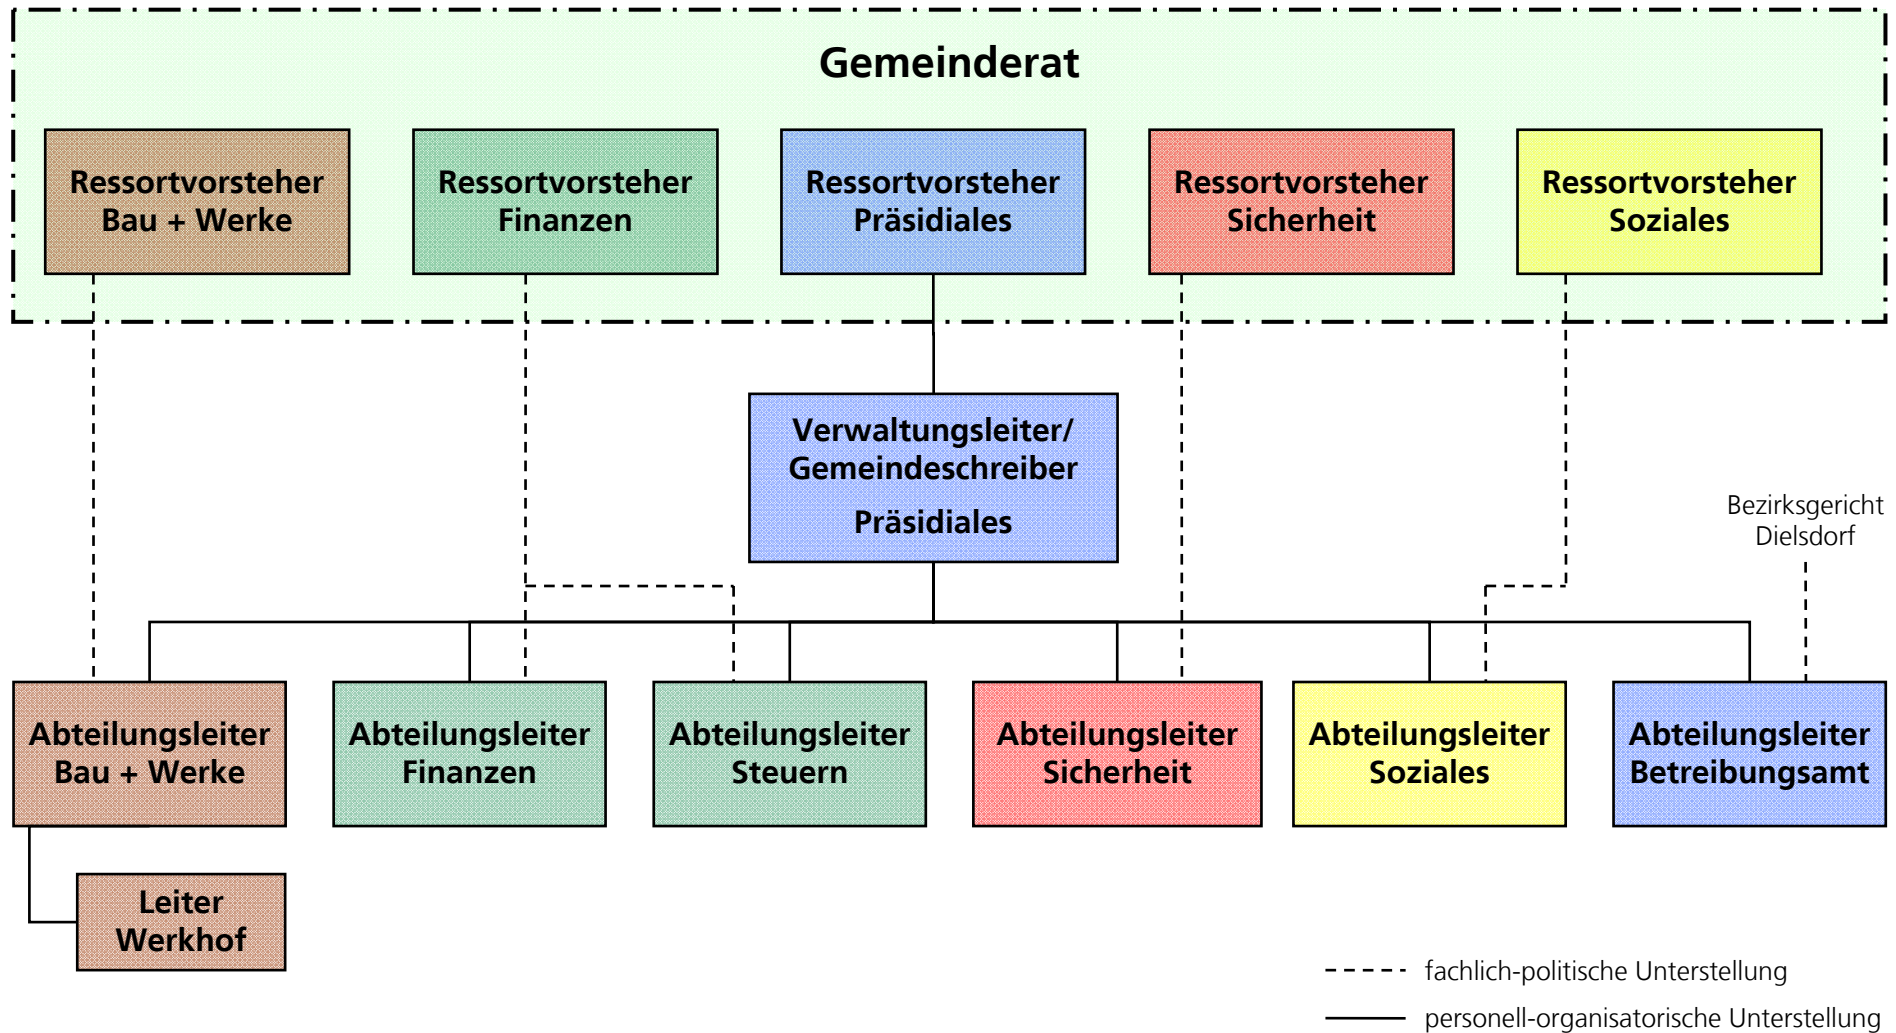 Gemeinderat
Ressortvorsteher
Bau + Werke
Ressortvorsteher
Finanzen
Ressortvorsteher
Präsidiales
Ressortvorsteher
Sicherheit
Ressortvorsteher
Soziales
Verwaltungsleiter/
Gemeindeschreiber
Präsidiales
Bezirksgericht
Dielsdorf
Abteilungsleiter
Bau + Werke
Abteilungsleiter
Finanzen
Abteilungsleiter
Steuern
Abteilungsleiter
Sicherheit
Abteilungsleiter
Soziales
Abteilungsleiter
Betreibungsamt
Leiter
Werkhof
fachlich-politische Unterstellung
personell-organisatorische Unterstellung